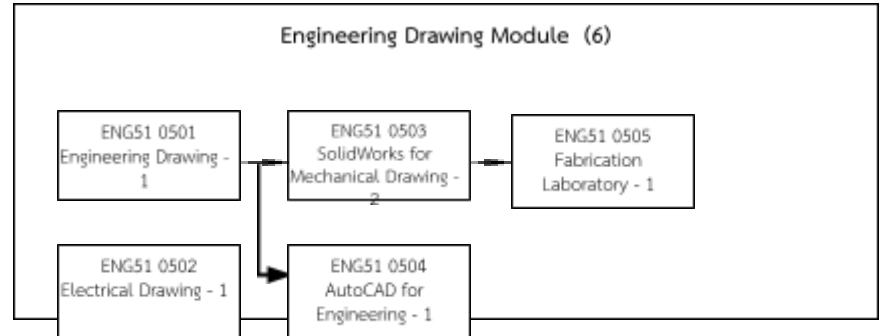 Engineering Drawing Module (6)
ENG51 0501
Engineering Drawing -
1
ENG51 0503
SolidWorks for
Mechanical Drawing -
2
ENG51 0505
Fabrication
Laboratory - 1
ENG51 0502
Electrical Drawing - 1
ENG51 0504
AutoCAD for
Engineering - 1